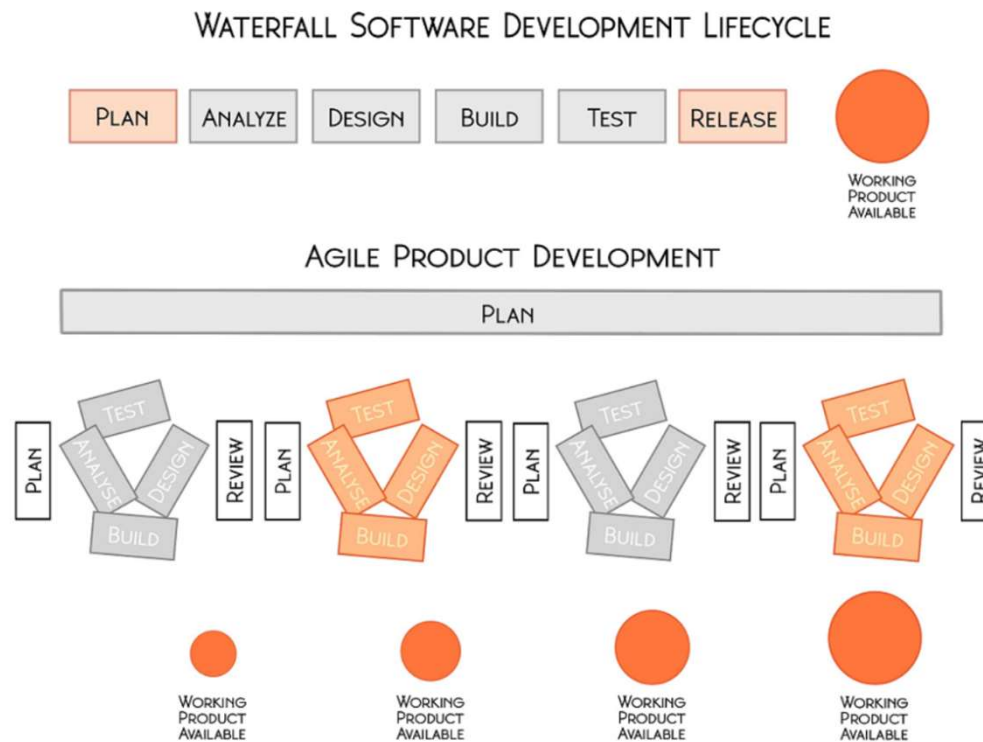 WATERFALL SOFTWARE DEVELOPMENT LIFECYCLE
PLAN
ANALYZE
DESIGN
BUILD
TEST
RELEASE
WORKING
PRODUCT
AVAILABLE
AGILE PRODUCT DEVELOPMENT
PLAN
PLAN
TEST
ANALYSE
DESIGN
BUILD
REVIEW
PLAN
TEST
ANALYSE
DESIGN
BUILD
REVIEW
PLAN
TEST
ANALYSE
DESIGN
BUILD
REVIEW
PLAN
TEST
ANALYSE
DESIGN
BUILD
REVIEW
WORKING
PRODUCT
AVAILABLE
WORKING
PRODUCT
AVAILABLE
WORKING
PRODUCT
AVAILABLE
WORKING
PRODUCT
AVAILABLE